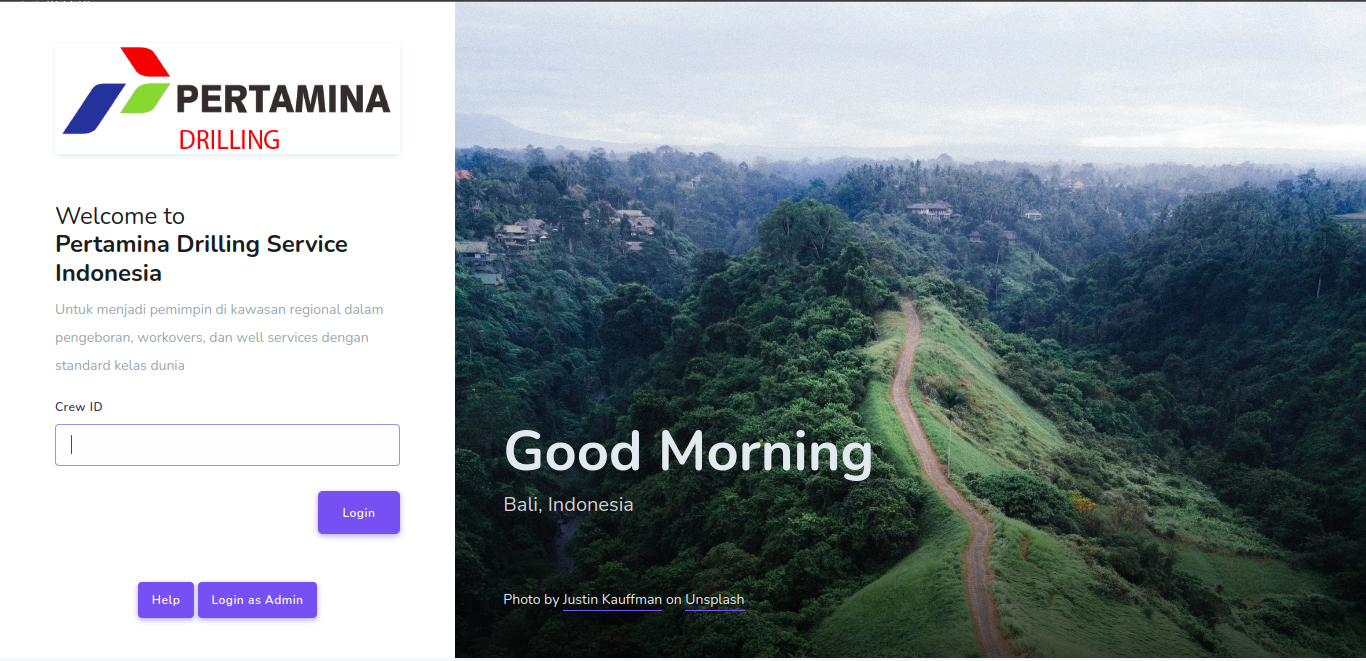 PERTAMINA
DRILLING
Welcome to
Pertamina Drilling Service
Indonesia
Untuk menjadi pemimpin di kawasan regional dalam
pengeboran, workovers, dan well services dengan
standard kelas dunia
Crew ID
Login
Help
Login as Admin
Good Morning
Bali, Indonesia
Photo by Justin Kauffman on Unsplash